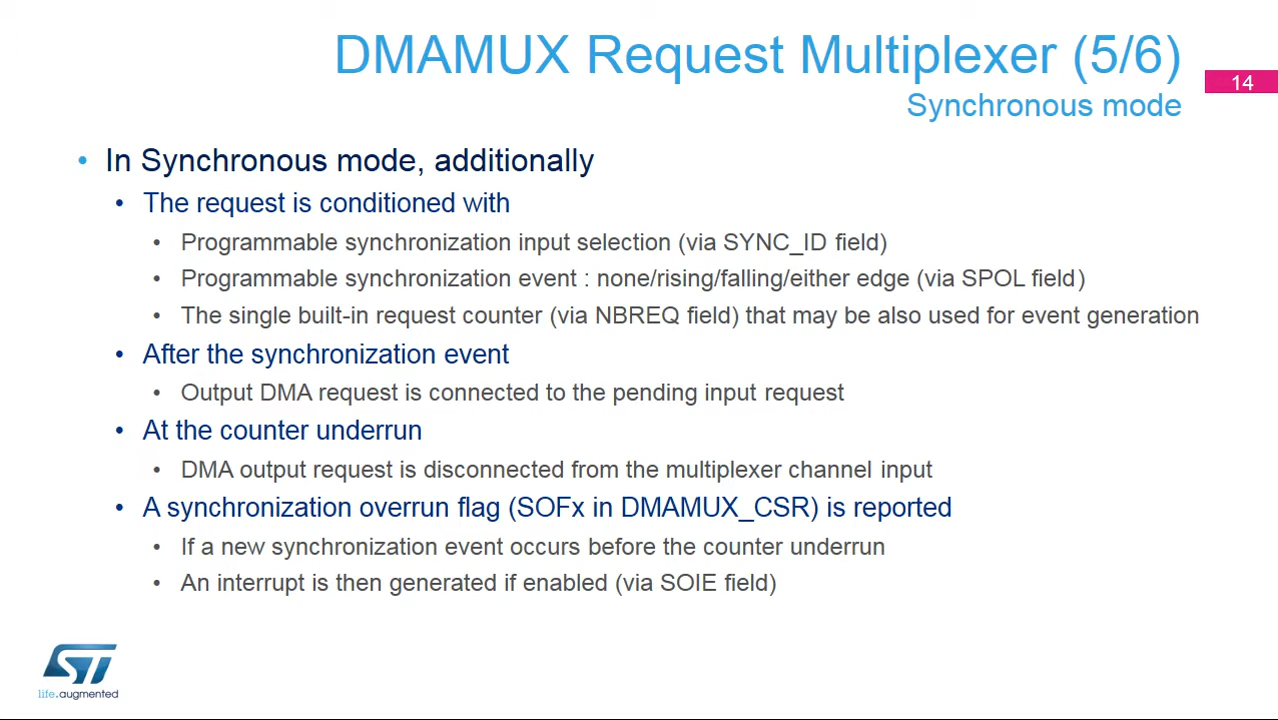 DMAMUX Request Multiplexer (5/6)
14
Synchronous mode
• In Synchronous mode, additionally
• The request is conditioned with
• Programmable synchronization input selection (via SYNC_ID field)
• Programmable synchronization event : none/rising/falling/either edge (via SPOL field)
• The single built-in request counter (via NBREQ field) that may be also used for event generation
• After the synchronization event
• Output DMA request is connected to the pending input request
• At the counter underrun
• DMA output request is disconnected from the multiplexer channel input
• A synchronization overrun flag (SOFx in DMAMUX_CSR) is reported
• If a new synchronization event occurs before the counter underrun
• An interrupt is then generated if enabled (via SOIE field)
ST
life.augmented